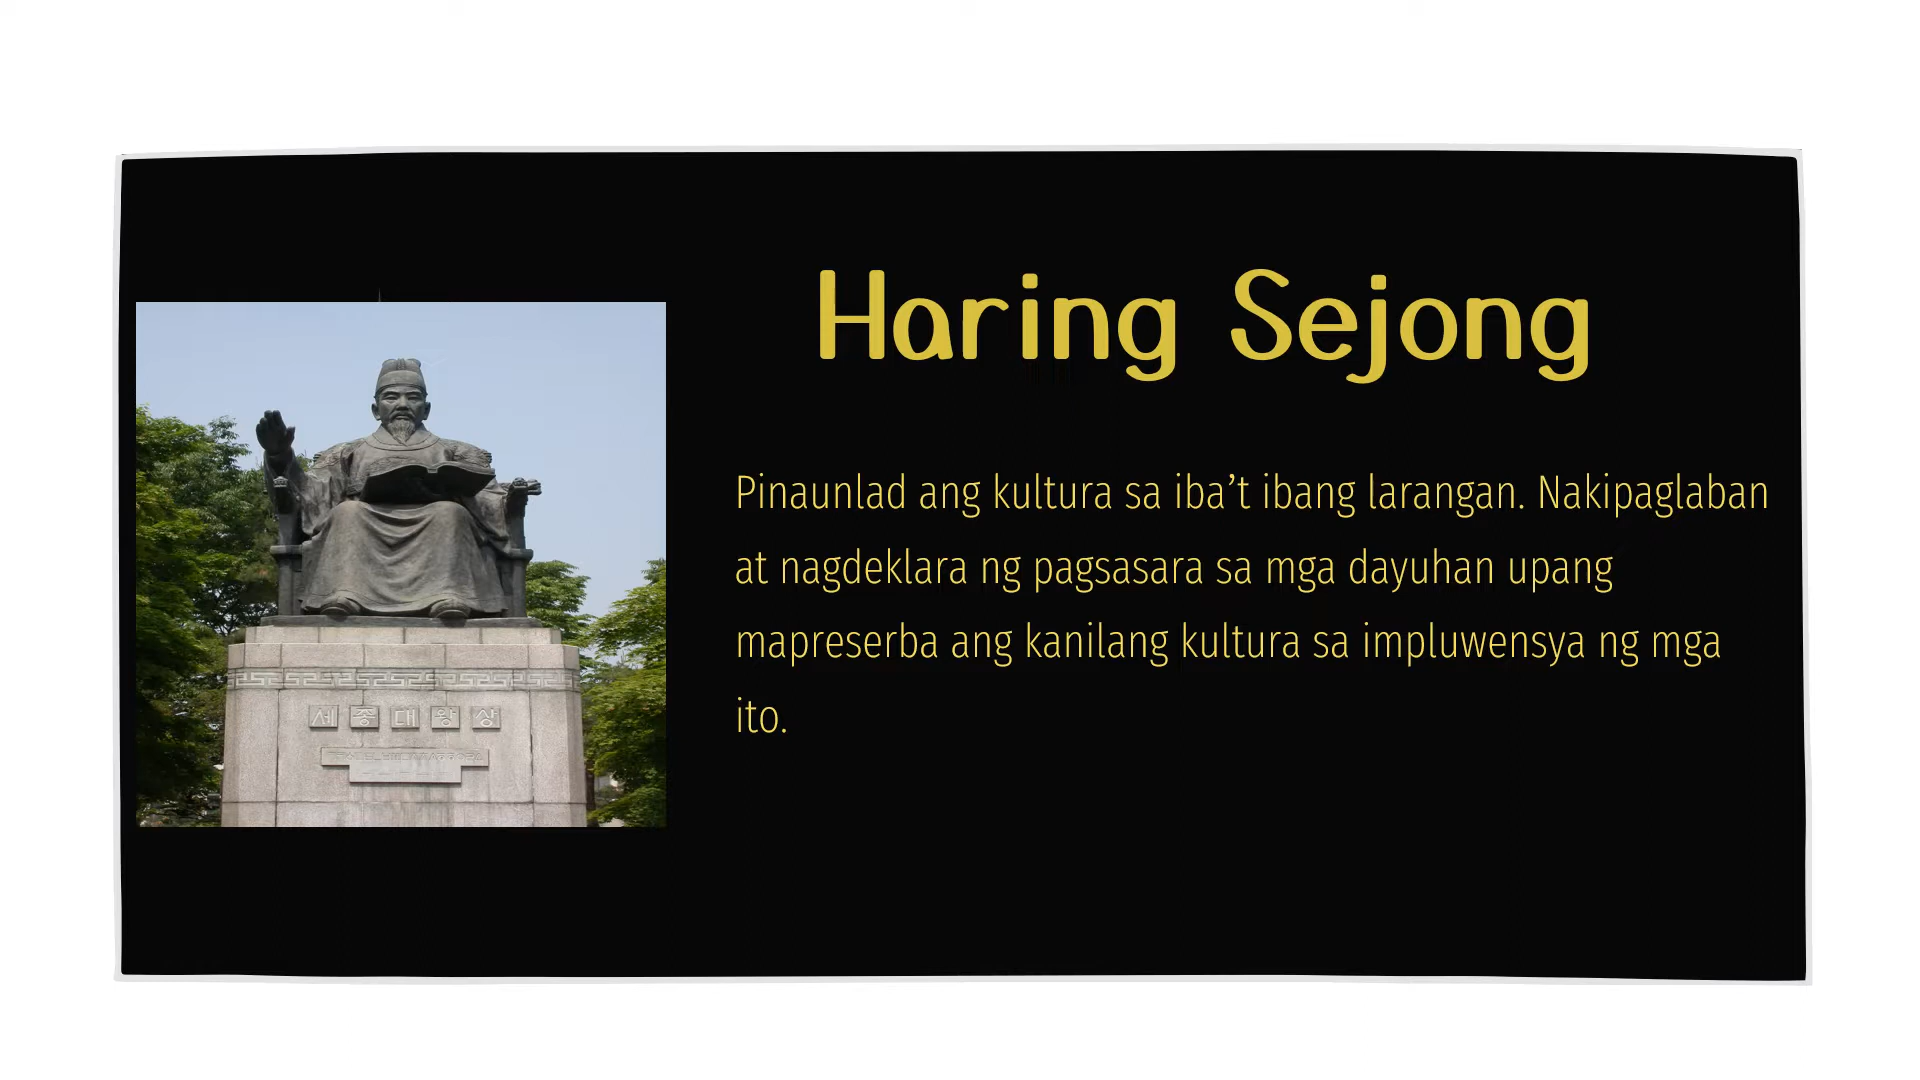 Haring Sejong
Pinaunlad ang kultura sa iba’t ibang larangan. Nakipaglaban
at nagdeklara ng pagsasara sa mga dayuhan upang
mapreserba ang kanilang kultura sa impluwensya ng mga
ito.
세종대왕상